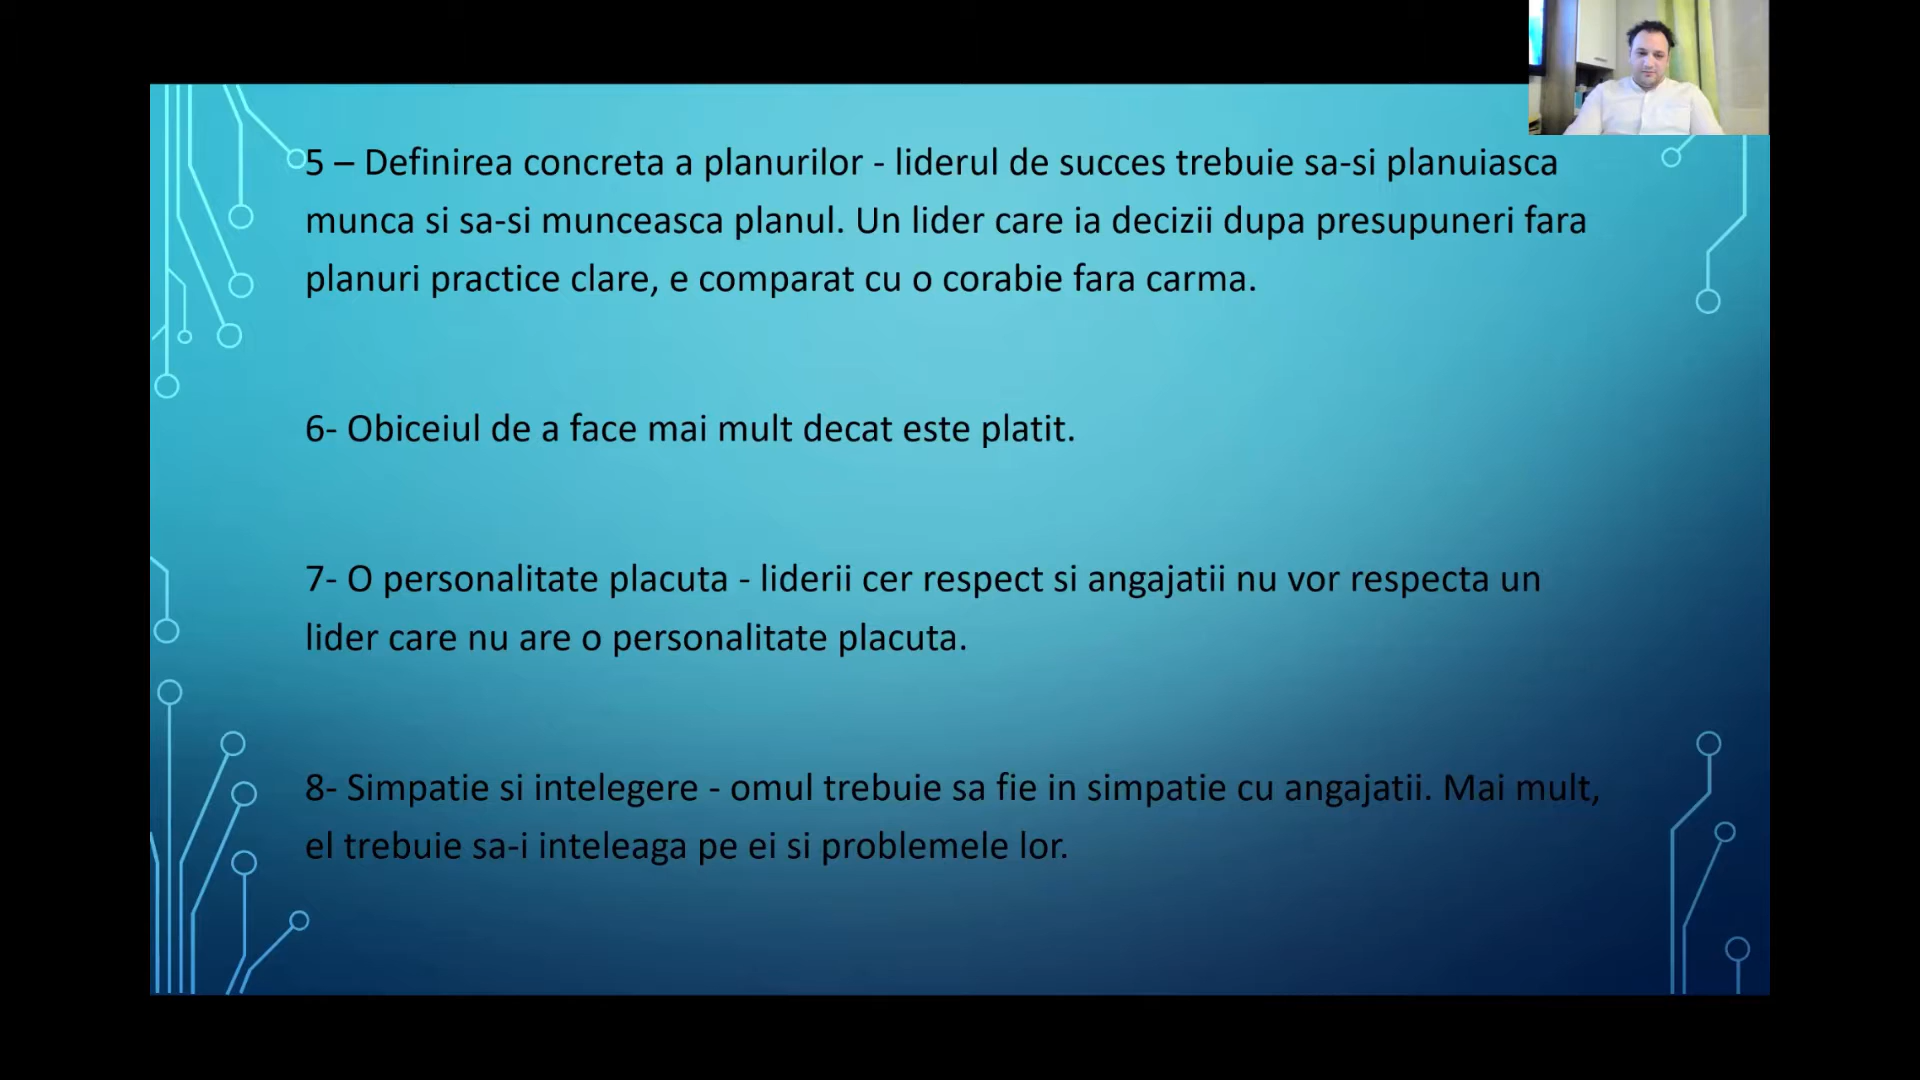 5 – Definirea concreta a planurilor - liderul de succes trebuie sa-si planuiasca
munca si sa-si munceasca planul. Un lider care ia decizii dupa presupuneri fara
planuri practice clare, e comparat cu o corabie fara carma.
6- Obiceiul de a face mai mult decat este platit.
7- O personalitate placuta - liderii cer respect si angajatii nu vor respecta un
lider care nu are o personalitate placuta.
8- Simpatie si intelegere - omul trebuie sa fie in simpatie cu angajatii. Mai mult,
el trebuie sa-i inteleaga pe ei si problemele lor.